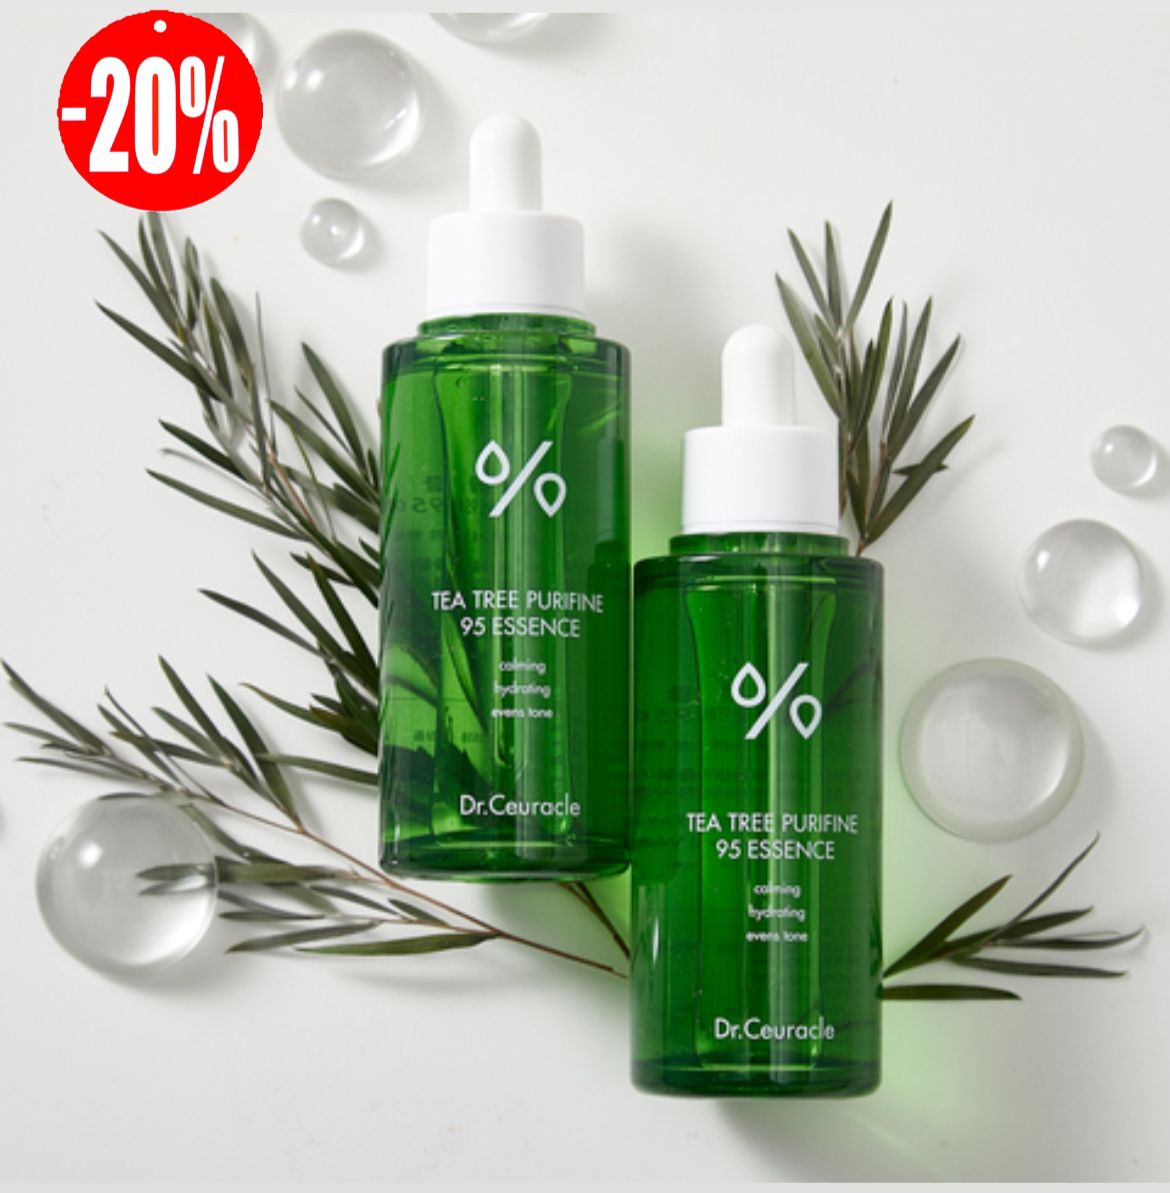 -20%
%
TEA TREE PURIFINE
95 ESSENCE
calming
hydrating
evens tone
Dr.Ceuracle
%
TEA TREE PURIFINE
95 ESSENCE
calming
hydrating
evens tone
Dr.Ceuracle